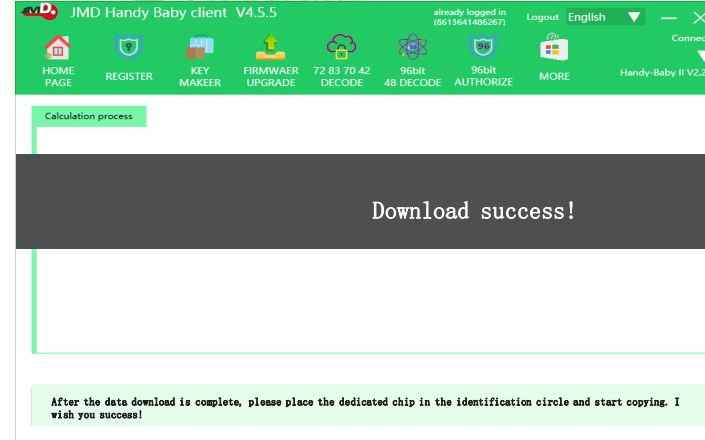 JMD Handy Baby client V4.5.5
already logged in
(8613641486267)
Logout English
Connec
Handy-Baby II V2.2
HOME
PAGE
REGISTER
KEY
MAKEER
FIRMWAER
UPGRADE
72 83 70 42
DECODE
96bit
48 DECODE
96
96bit
AUTHORIZE
MORE
Calculation process
Download success!
After the data download is complete, please place the dedicated chip in the identification circle and start copying. I
wish you success!